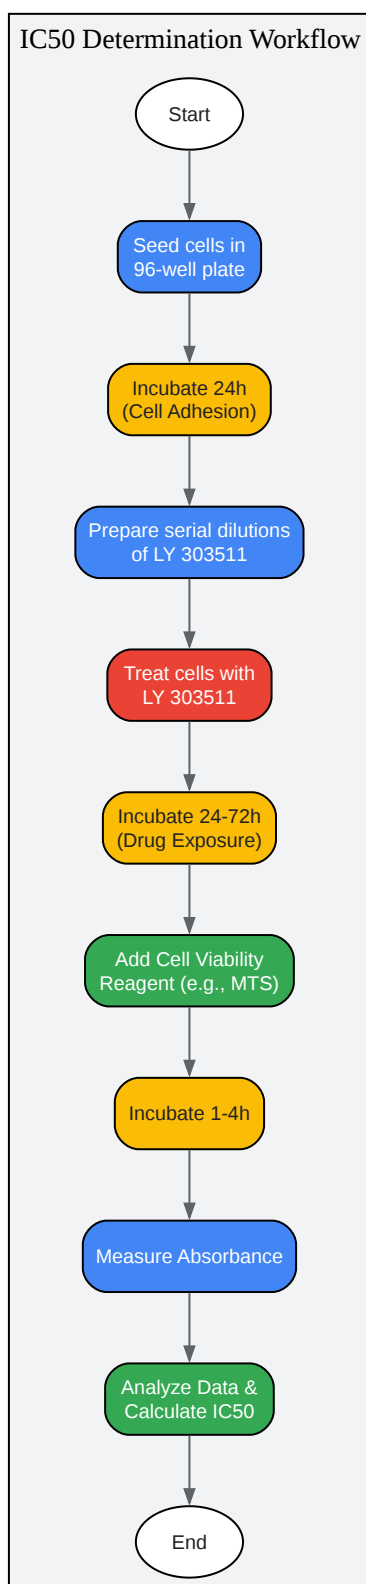 IC50 Determination Workflow
Start
Seed cells in
96-well plate
Incubate 24h
(Cell Adhesion)
Prepare serial dilutions
of LY 303511
Treat cells with
LY 303511
Incubate 24-72h
(Drug Exposure)
Add Cell Viability
Reagent (e.g., MTS)
Incubate 1-4h
Measure Absorbance
Analyze Data &
Calculate IC50
End